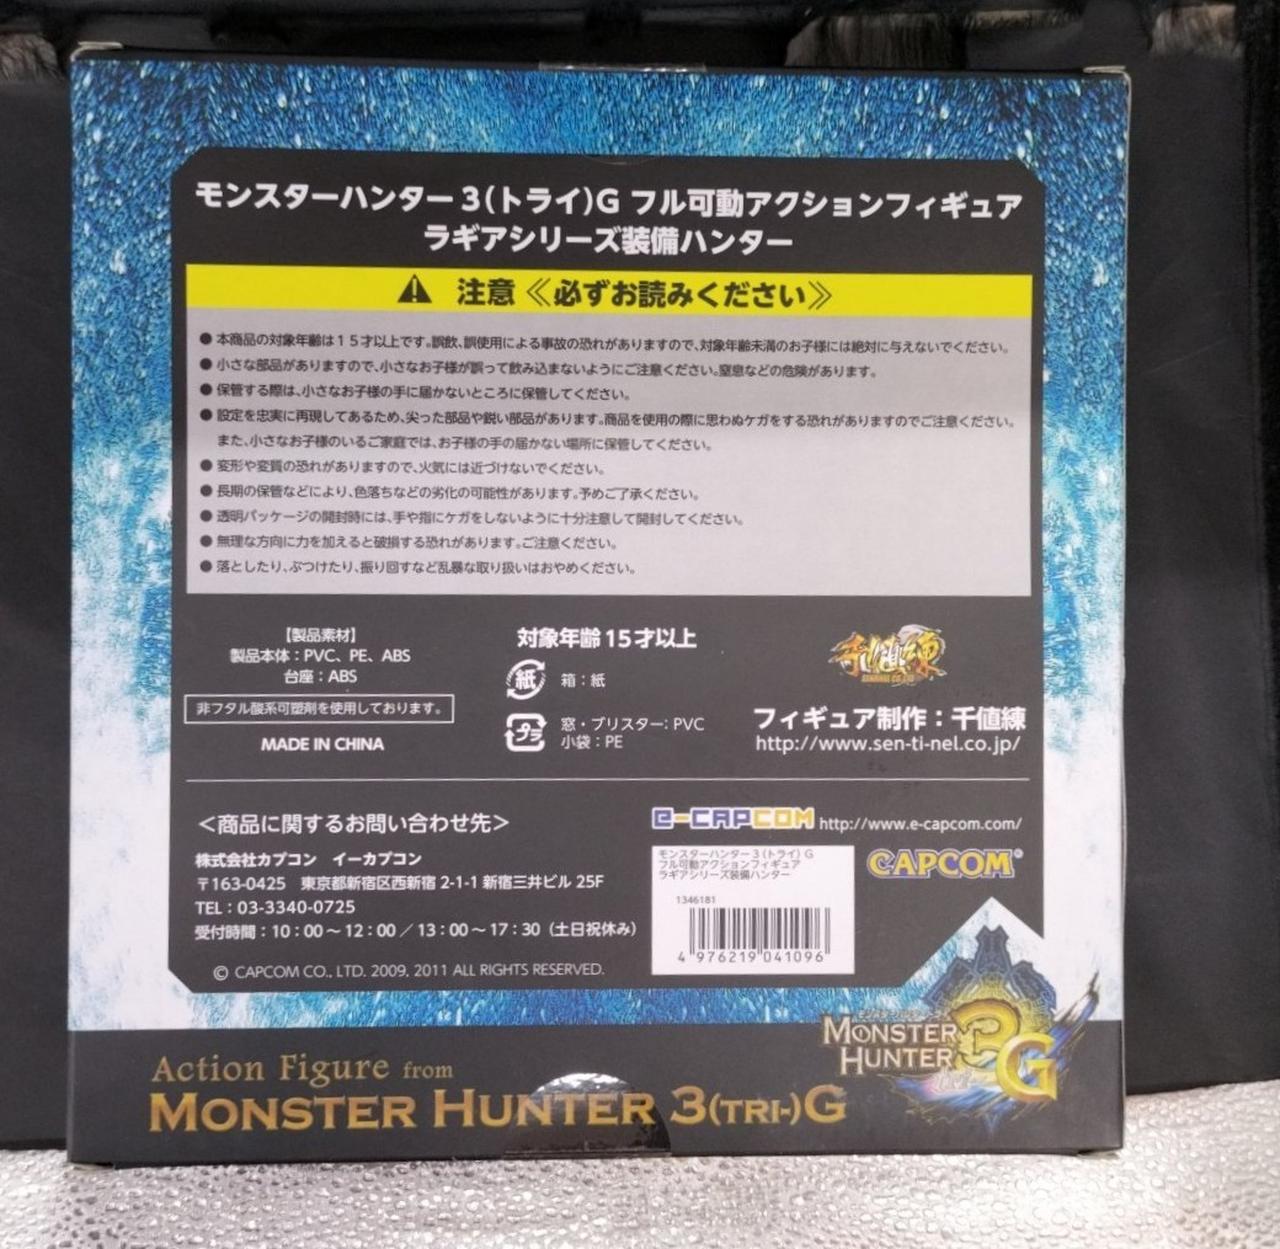 モンスターハンター3(トライ)G フル可動アクションフィギュア
ラギアシリーズ装備ハンター
注意≪必ずお読みください≫
● 本商品の対象年齢は15才以上です。誤飲、誤使用による事故の恐れがありますので、対象年齢未満のお子様には絶対に与えないでください。
● 小さな部品がありますので、小さなお子様が誤って飲み込まないようにご注意ください。窒息などの危険があります。
● 保管する際は、小さなお子様の手に届かないところに保管してください。
● 設定を忠実に再現してあるため、尖った部品や鋭い部品があります。商品を使用の際に思わぬケガをする恐れがありますのでご注意ください。
また、小さなお子様のいるご家庭では、お子様の手の届かない場所に保管してください。
● 変形や変質の恐れがありますので、火気には近づけないでください。
● 長期の保管などにより、色落ちなどの劣化の可能性があります。予めご了承ください。
● 透明パッケージの開封時には、手や指にケガをしないように十分注意して開封してください。
● 無理な方向に力を加えると破損する恐れがあります。ご注意ください。
● 落としたり、ぶつけたり、振り回すなど乱暴な取り扱いはおやめください。
【製品素材】
製品本体：PVC、PE、ABS
台座：ABS
非フタル酸系可塑剤を使用しております。
MADE IN CHINA
対象年齢15才以上
紙 箱：紙
プラ 窓・ブリスター：PVC
小袋：PE
千値練
SENTINEL CO.,LTD.
フィギュア制作：千値練
http://www.sen-ti-nel.co.jp/
＜商品に関するお問い合わせ先＞
株式会社カプコン　イーカプコン
〒163-0425　東京都新宿区西新宿 2-1-1 新宿三井ビル 25F
TEL：03-3340-0725
受付時間：10：00～12：00／13：00～17：30（土日祝休み）
© CAPCOM CO., LTD. 2009, 2011 ALL RIGHTS RESERVED.
e-CAPCOM http://www.e-capcom.com/
モンスターハンター3(トライ)G
フル可動アクションフィギュア
ラギアシリーズ装備ハンター
1346181
4 976219 041096
CAPCOM®
モンスターハンター
MONSTER
HUNTER
3G
Action Figure from
MONSTER HUNTER 3(TRI-)G